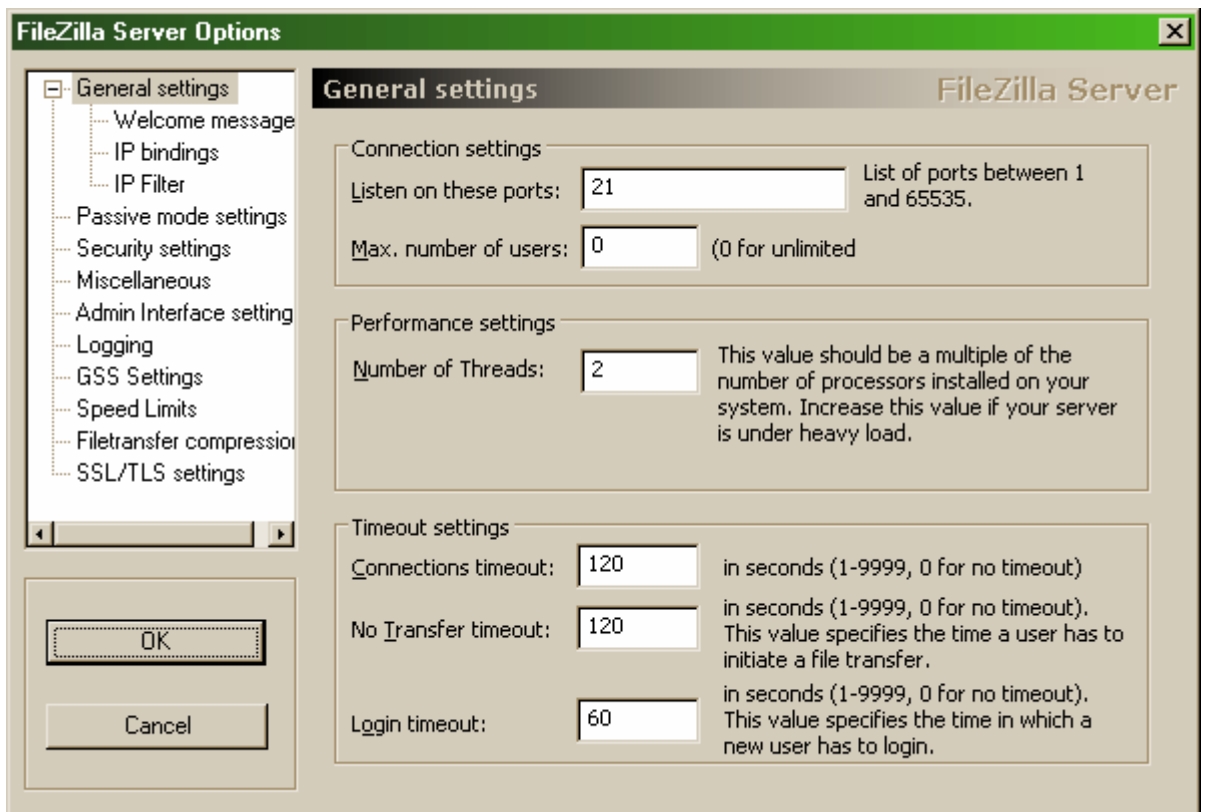 FileZilla Server Options
General settings
Welcome message
IP bindings
IP Filter
Passive mode settings
Security settings
Miscellaneous
Admin Interface setting
Logging
GSS Settings
Speed Limits
Filetransfer compression
SSL/TLS settings
OK
Cancel
General settings
FileZilla Server
Connection settings
Listen on these ports: 21 List of ports between 1
and 65535.
Max. number of users: 0 (0 for unlimited
Performance settings
Number of Threads: 2 This value should be a multiple of the
number of processors installed on your
system. Increase this value if your server
is under heavy load.
Timeout settings
Connections timeout: 120 in seconds (1-9999, 0 for no timeout)
No Transfer timeout: 120 in seconds (1-9999, 0 for no timeout).
This value specifies the time a user has to
initiate a file transfer.
Login timeout: 60 in seconds (1-9999, 0 for no timeout).
This value specifies the time in which a
new user has to login.